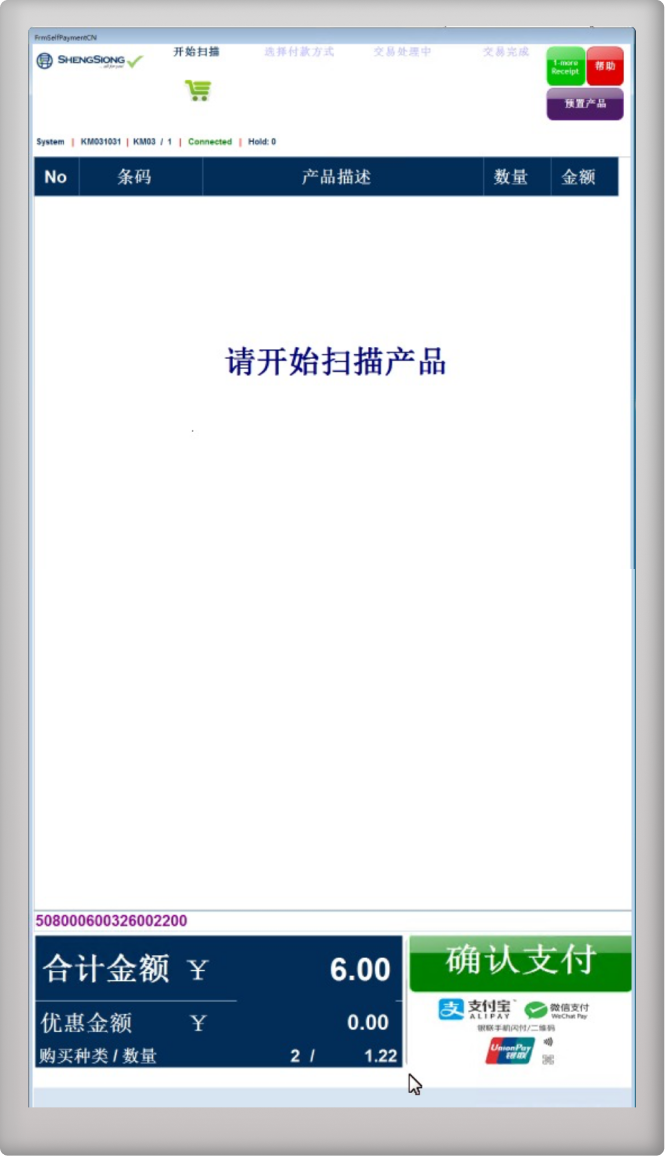 FrmSelfPaymentCN
SHENGSIONG
all for you!
开始扫描 选择付款方式 交易处理中 交易完成
1-more Receipt
帮助
预置产品
System | KM031031 | KM03 / 1 | Connected | Hold: 0
No 条码 产品描述 数量 金额
请开始扫描产品
508000600326002200
合计金额 ￥ 6.00
确认支付
优惠金额 ￥ 0.00
购买种类 / 数量 2 / 1.22
支 支付宝 ALIPAY
微信支付 WeChat Pay
银联手机闪付/二维码
UnionPay 银联